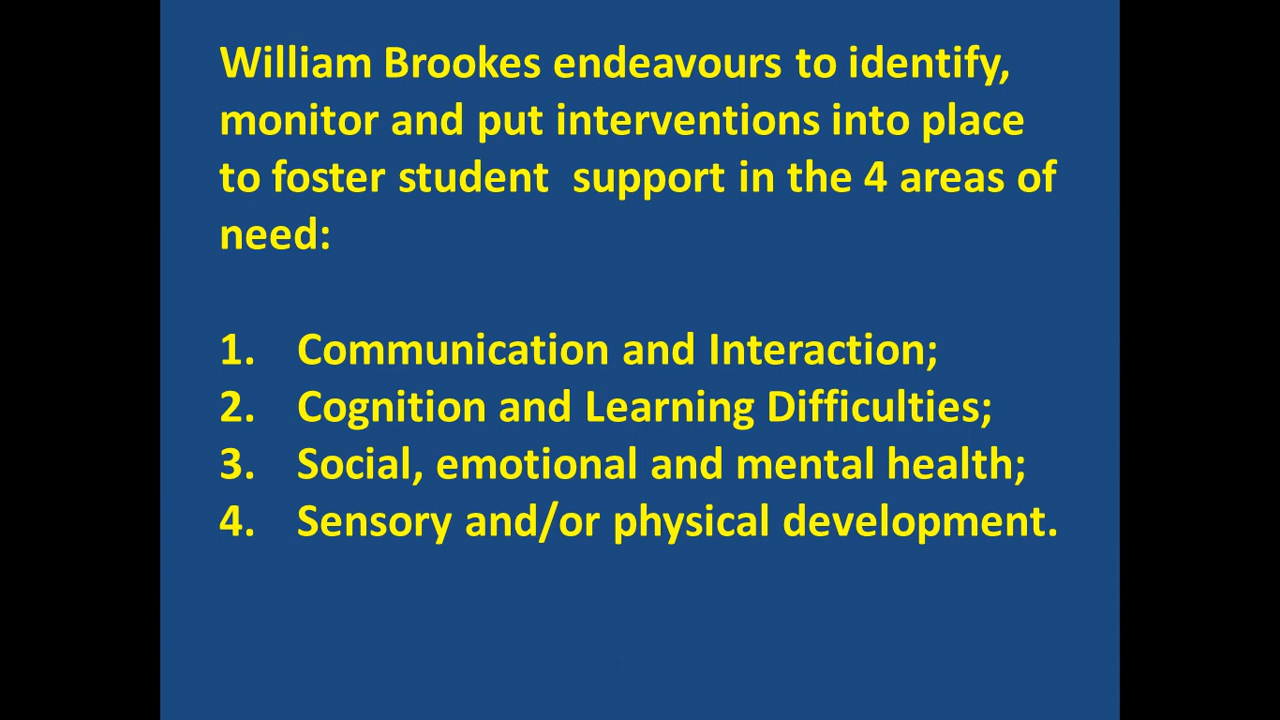 William Brookes endeavours to identify,
monitor and put interventions into place
to foster student  support in the 4 areas of
need:
1. Communication and Interaction;
2. Cognition and Learning Difficulties;
3. Social, emotional and mental health;
4. Sensory and/or physical development.